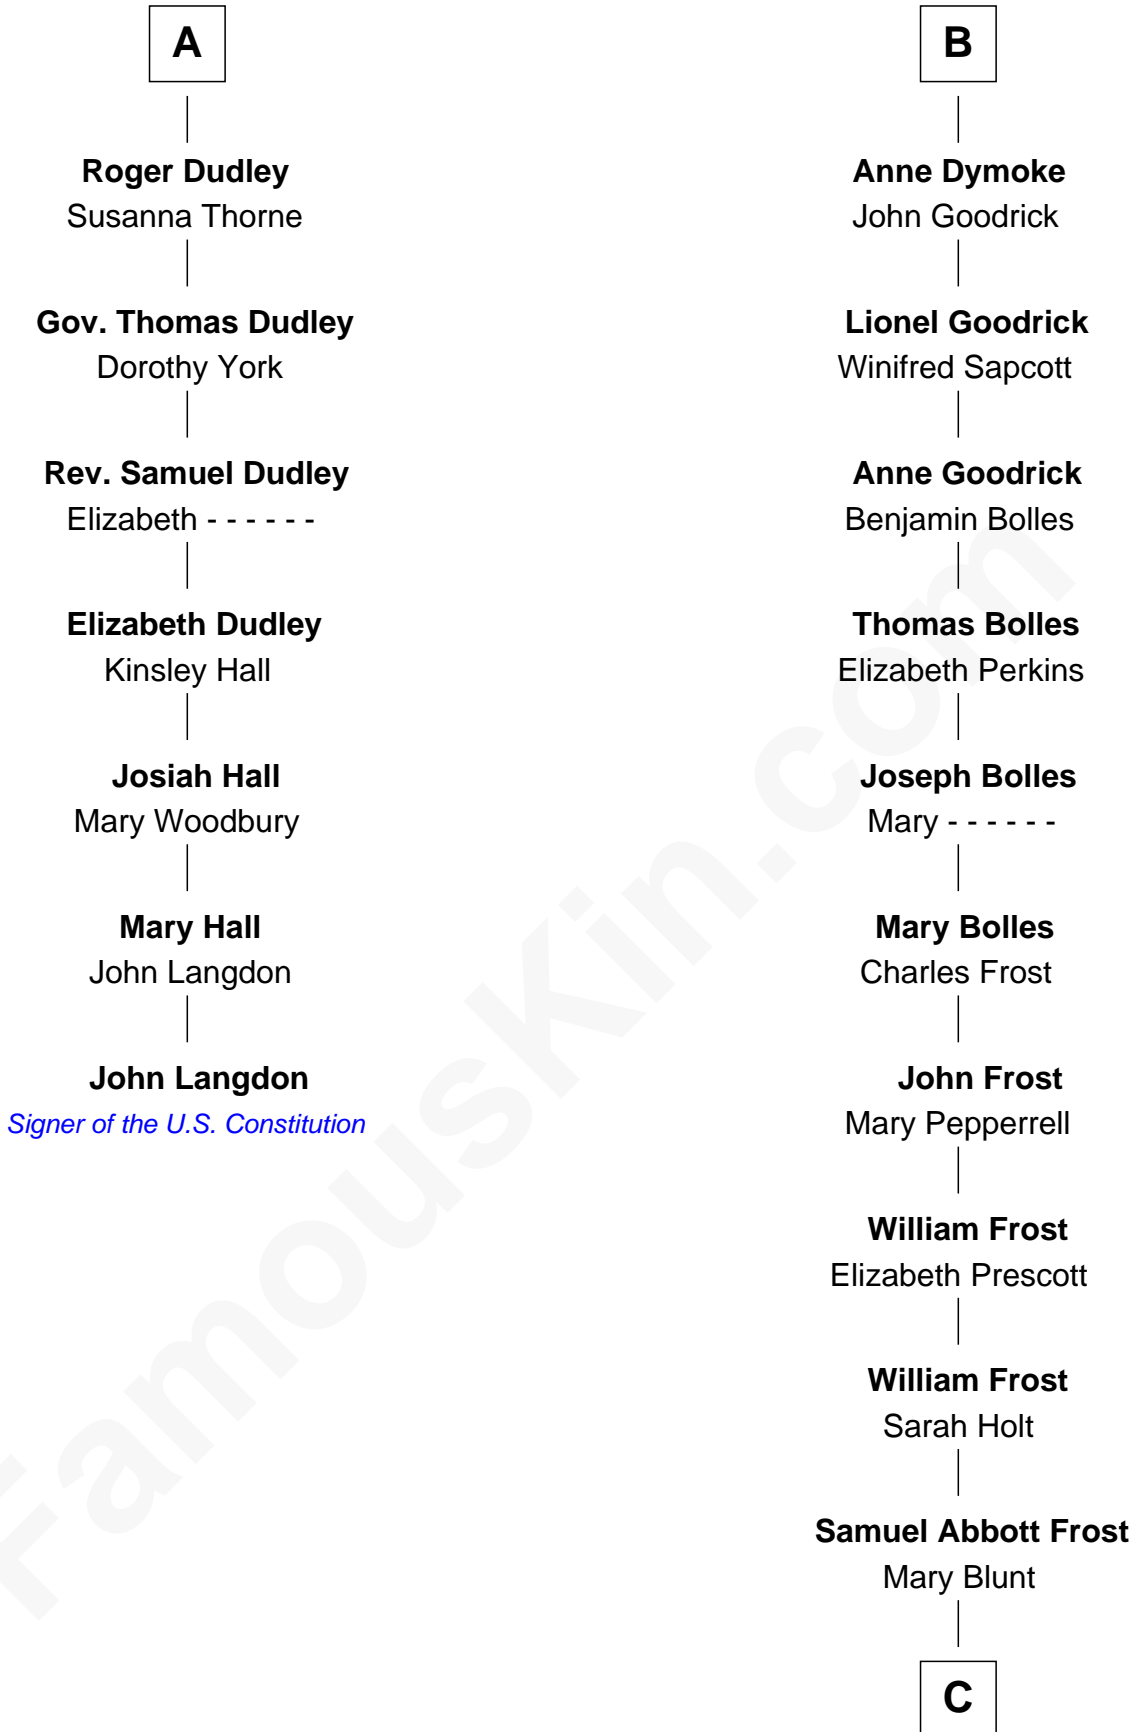 A
Roger Dudley
Susanna Thorne
Gov. Thomas Dudley
Dorothy York
Rev. Samuel Dudley
Elizabeth - - - - - -
Elizabeth Dudley
Kinsley Hall
Josiah Hall
Mary Woodbury
Mary Hall
John Langdon
John Langdon
Signer of the U.S. Constitution
B
Anne Dymoke
John Goodrick
Lionel Goodrick
Winifred Sapcott
Anne Goodrick
Benjamin Bolles
Thomas Bolles
Elizabeth Perkins
Joseph Bolles
Mary - - - - - -
Mary Bolles
Charles Frost
John Frost
Mary Pepperrell
William Frost
Elizabeth Prescott
William Frost
Sarah Holt
Samuel Abbott Frost
Mary Blunt
C
FamousKin.com